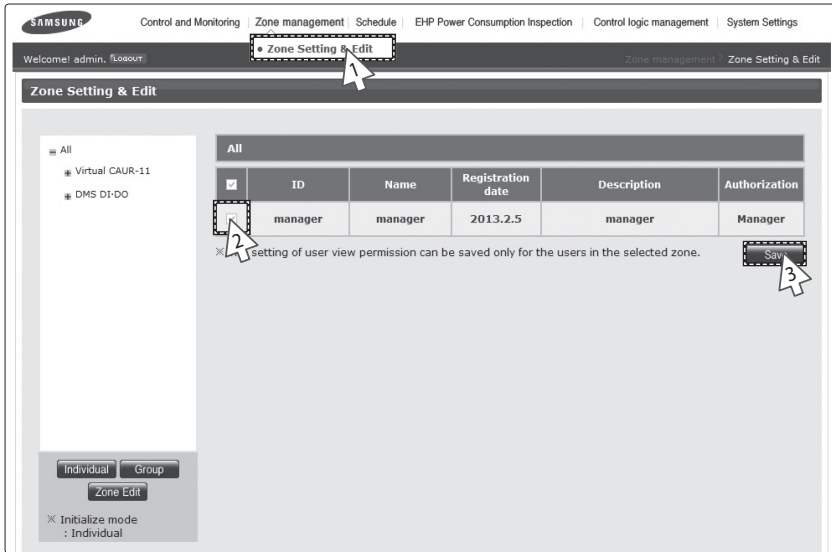 SAMSUNG
Control and Monitoring | Zone management | Schedule | EHP Power Consumption Inspection | Control logic management | System Settings
Welcome! admin. LOGOUT
• Zone Setting & Edit
Zone management > Zone Setting & Edit
1
Zone Setting & Edit
All
Virtual CAUR-11
DMS DI-DO
All
ID Name Registration date Description Authorization
manager manager 2013.2.5 manager Manager
2
※ setting of user view permission can be saved only for the users in the selected zone.
Save
3
Individual Group
Zone Edit
※ Initialize mode
: Individual